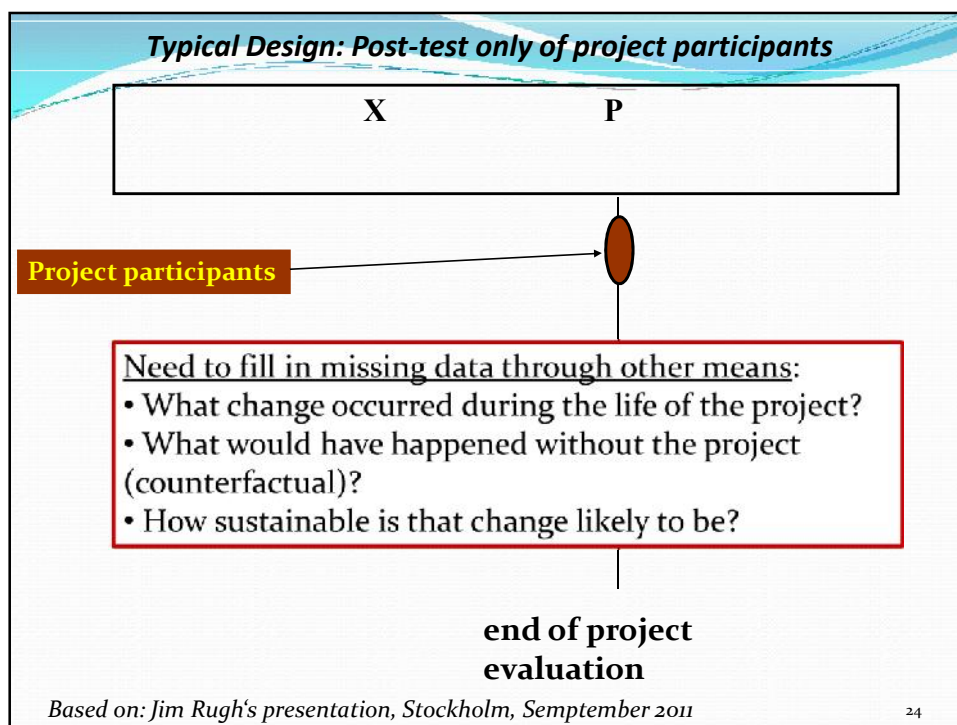 Typical Design: Post-test only of project participants
X P
Project participants
Need to fill in missing data through other means:
• What change occurred during the life of the project?
• What would have happened without the project
(counterfactual)?
• How sustainable is that change likely to be?
end of project
evaluation
Based on: Jim Rugh‘s presentation, Stockholm, Semptember 2011
24